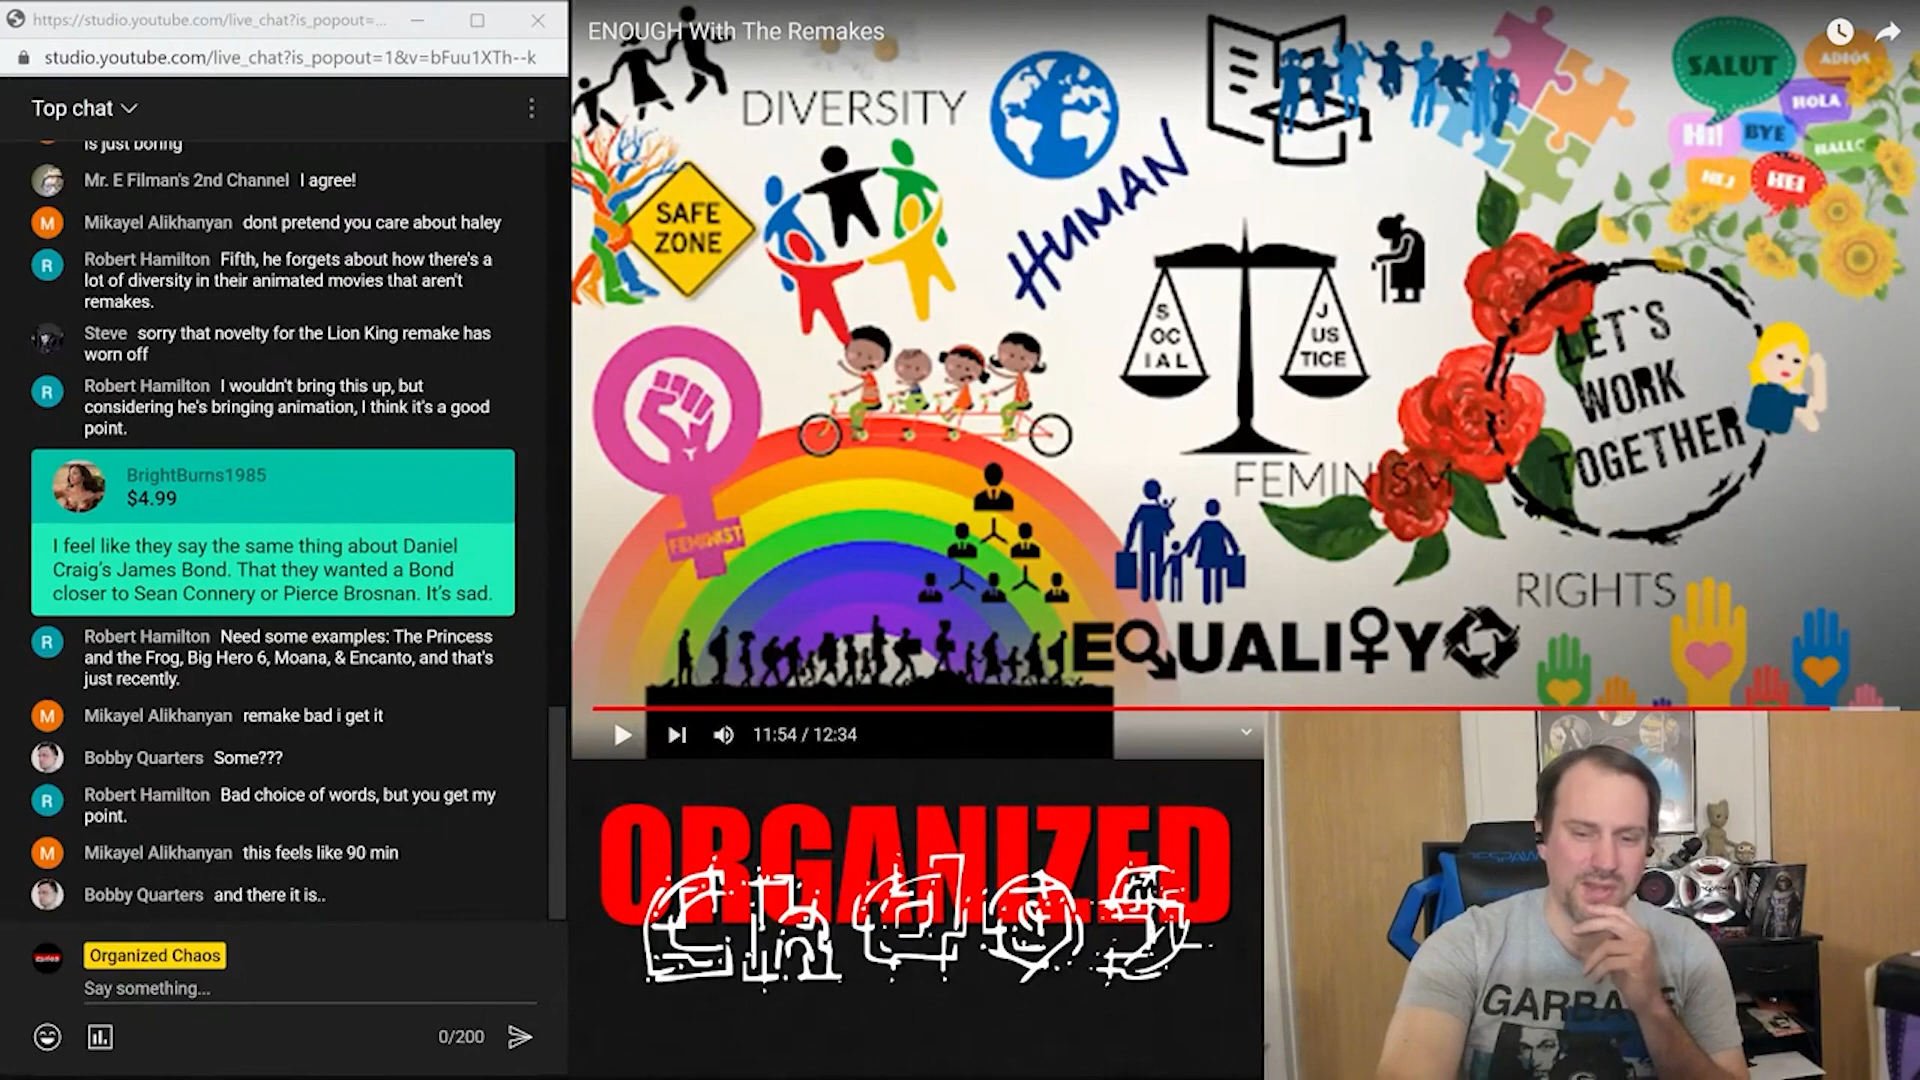 https://studio.youtube.com/live_chat?is_popout=...
studio.youtube.com/live_chat?is_popout=1&v=bFuu1XTh--k
Top chat
is just boring
Mr. E Filman's 2nd Channel I agree!
Mikayel Alikhanyan dont pretend you care about haley
Robert Hamilton Fifth, he forgets about how there's a
lot of diversity in their animated movies that aren't
remakes.
Steve sorry that novelty for the Lion King remake has
worn off
Robert Hamilton I wouldn't bring this up, but
considering he's bringing animation, I think it's a good
point.
BrightBurns1985
$4.99
I feel like they say the same thing about Daniel
Craig's James Bond. That they wanted a Bond
closer to Sean Connery or Pierce Brosnan. It's sad.
Robert Hamilton Need some examples: The Princess
and the Frog, Big Hero 6, Moana, & Encanto, and that's
just recently.
Mikayel Alikhanyan remake bad i get it
Bobby Quarters Some???
Robert Hamilton Bad choice of words, but you get my
point.
Mikayel Alikhanyan this feels like 90 min
Bobby Quarters and there it is..
Organized Chaos
Say something...
0/200
ENOUGH With The Remakes
DIVERSITY
SAFE
ZONE
HUMAN
SALUT
ADIOS
HOLA
HI!
BYE
HALLO
HEJ
HEI
S
OC
IAL
J
US
TICE
LET`S
WORK
TOGETHER
FEMINISM
FEMINIST
RIGHTS
EQUALITY
11:54 / 12:34
ORGANIZED
CHAOS
M
R
R
M
R
M